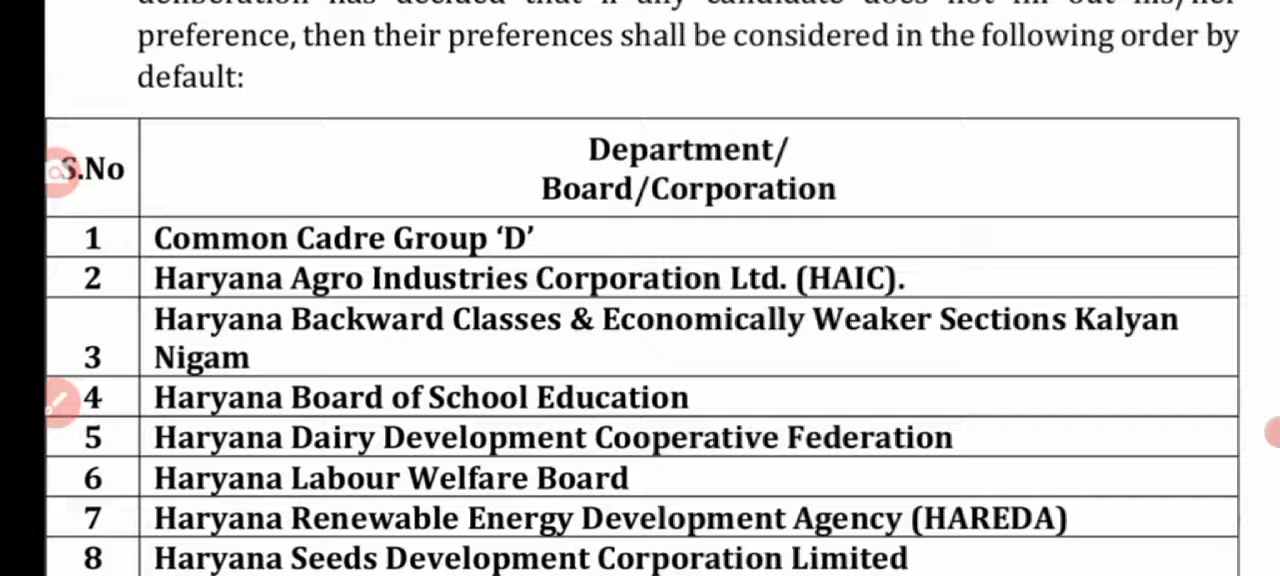 preference, then their preferences shall be considered in the following order by
default:
S.No
Department/
Board/Corporation
1 Common Cadre Group ‘D’
2 Haryana Agro Industries Corporation Ltd. (HAIC).
3 Haryana Backward Classes & Economically Weaker Sections Kalyan
Nigam
4 Haryana Board of School Education
5 Haryana Dairy Development Cooperative Federation
6 Haryana Labour Welfare Board
7 Haryana Renewable Energy Development Agency (HAREDA)
8 Haryana Seeds Development Corporation Limited